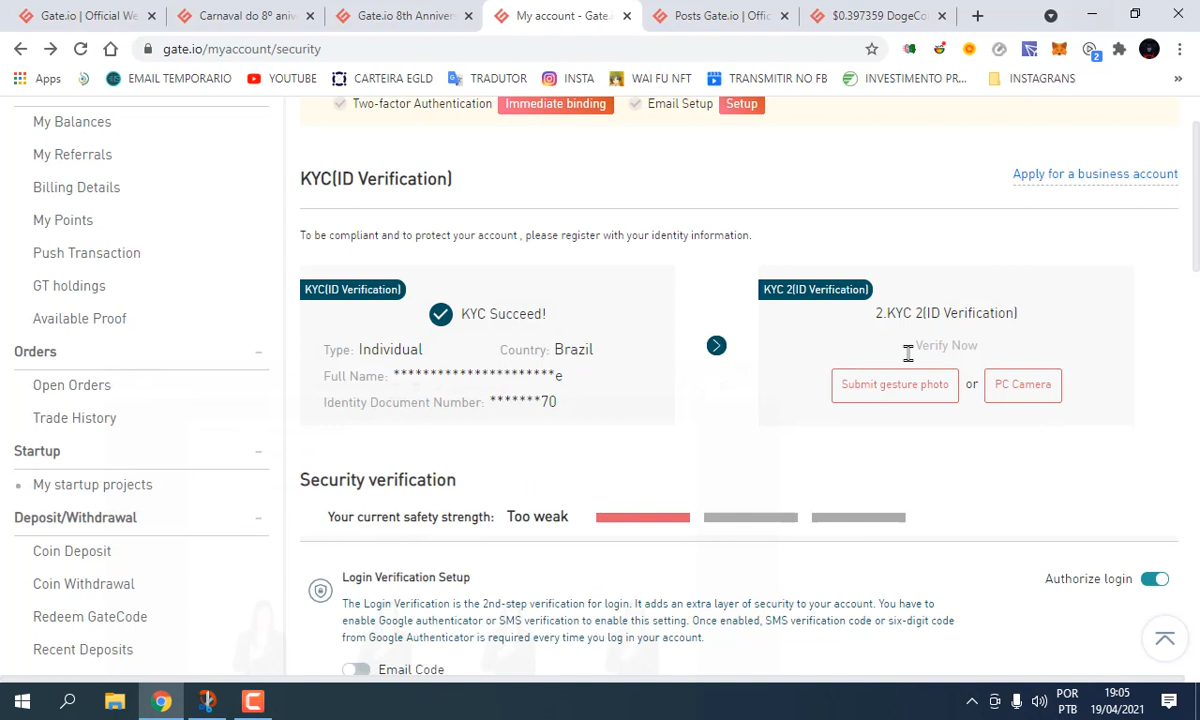 Gate.io | Official We
Carnaval do 8º aniv
Gate.io 8th Annivers
My account - Gate.
Posts Gate.io | Offic
$0.397359 DogeCo
gate.io/myaccount/security
2
Apps
EMAIL TEMPORARIO
YOUTUBE
CARTEIRA EGLD
TRADUTOR
INSTA
WAI FU NFT
TRANSMITIR NO FB
INVESTIMENTO PR...
INSTAGRANS
Two-factor Authentication
Immediate binding
Email Setup
Setup
My Balances
My Referrals
Billing Details
My Points
Push Transaction
GT holdings
Available Proof
Orders
Open Orders
Trade History
Startup
My startup projects
Deposit/Withdrawal
Coin Deposit
Coin Withdrawal
Redeem GateCode
Recent Deposits
KYC(ID Verification)
Apply for a business account
To be compliant and to protect your account , please register with your identity information.
KYC(ID Verification)
KYC Succeed!
Type: Individual
Country: Brazil
Full Name: **********************e
Identity Document Number: *******70
KYC 2(ID Verification)
2.KYC 2(ID Verification)
Verify Now
Submit gesture photo or PC Camera
Security verification
Your current safety strength: Too weak
Login Verification Setup
Authorize login
The Login Verification is the 2nd-step verification for login. It adds an extra layer of security to your account. You have to
enable Google authenticator or SMS verification to enable this setting. Once enabled, SMS verification code or six-digit code
from Google Authenticator is required every time you log in your account.
Email Code
POR
PTB
19:05
19/04/2021